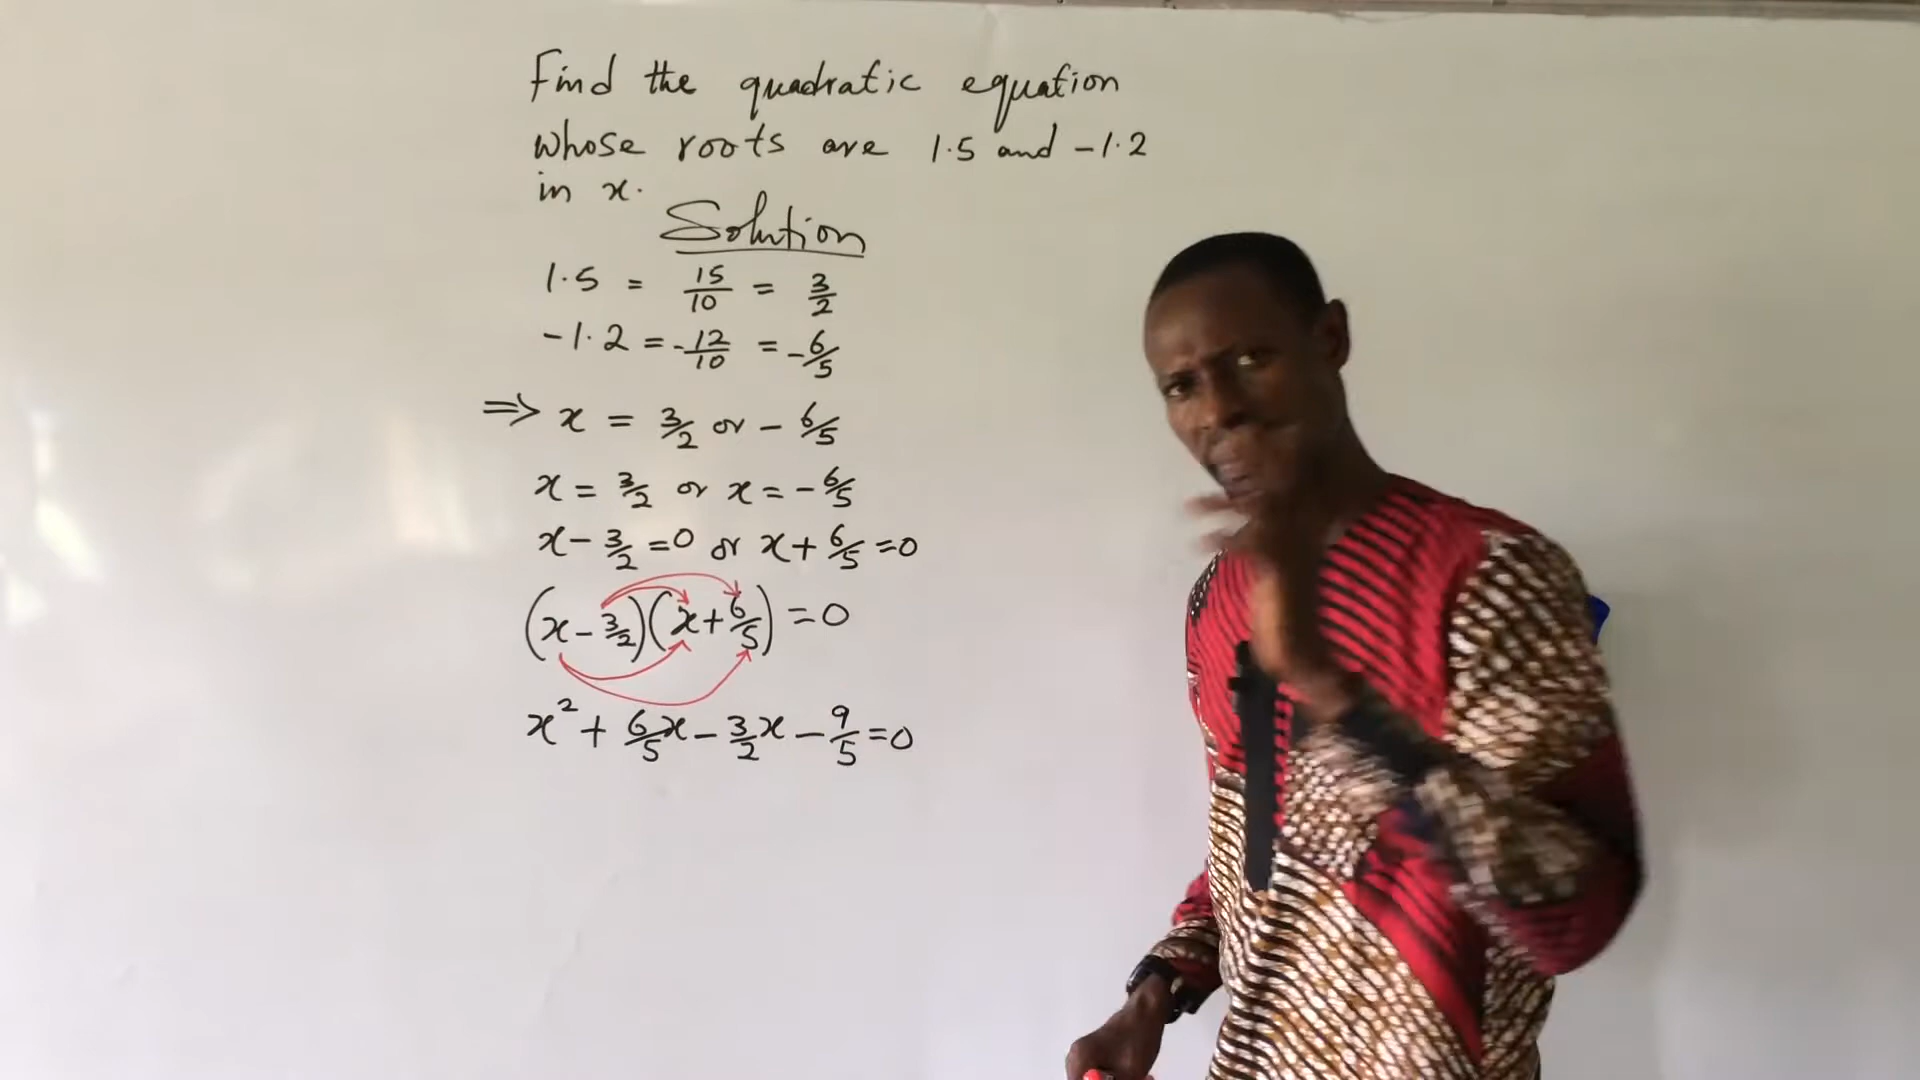 Find the quadratic equation
whose roots are 1.5 and -1.2
in x.
Solution
1.5 = 15/10 = 3/2
-1.2 = -12/10 = -6/5
⇒ x = 3/2 or - 6/5
x = 3/2 or x = -6/5
x - 3/2 = 0 or x + 6/5 = 0
(x - 3/2)(x + 6/5) = 0
x² + 6/5x - 3/2x - 9/5 = 0